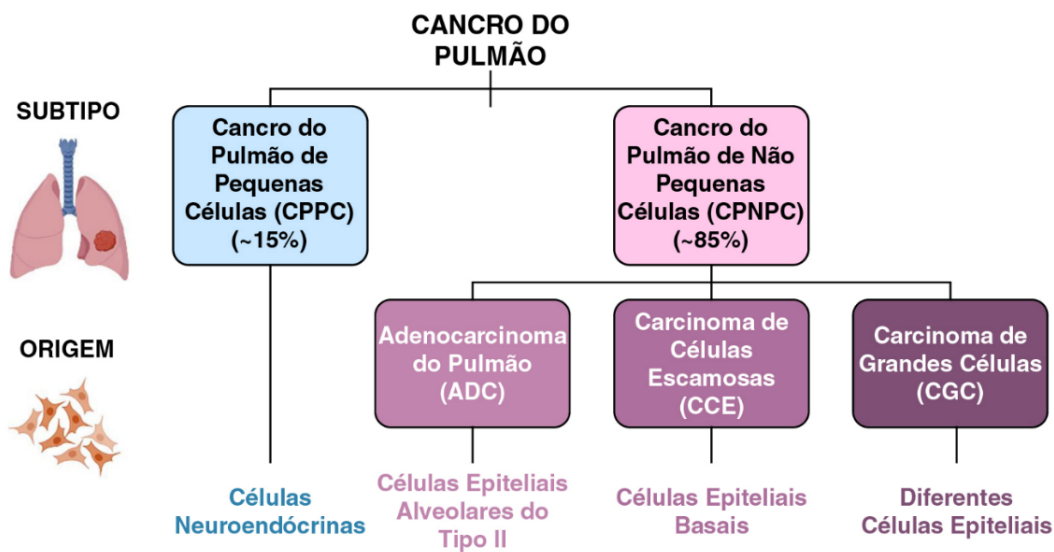 CANCRO DO
PULMÃO
SUBTIPO
Cancro do
Pulmão de
Pequenas
Células (CPPC)
(~15%)
Cancro do
Pulmão de Não
Pequenas
Células (CPNPC)
(~85%)
ORIGEM
Adenocarcinoma
do Pulmão
(ADC)
Carcinoma de
Células
Escamosas
(CCE)
Carcinoma de
Grandes Células
(CGC)
Células
Neuroendócrinas
Células Epiteliais
Alveolares do
Tipo II
Células Epiteliais
Basais
Diferentes
Células Epiteliais